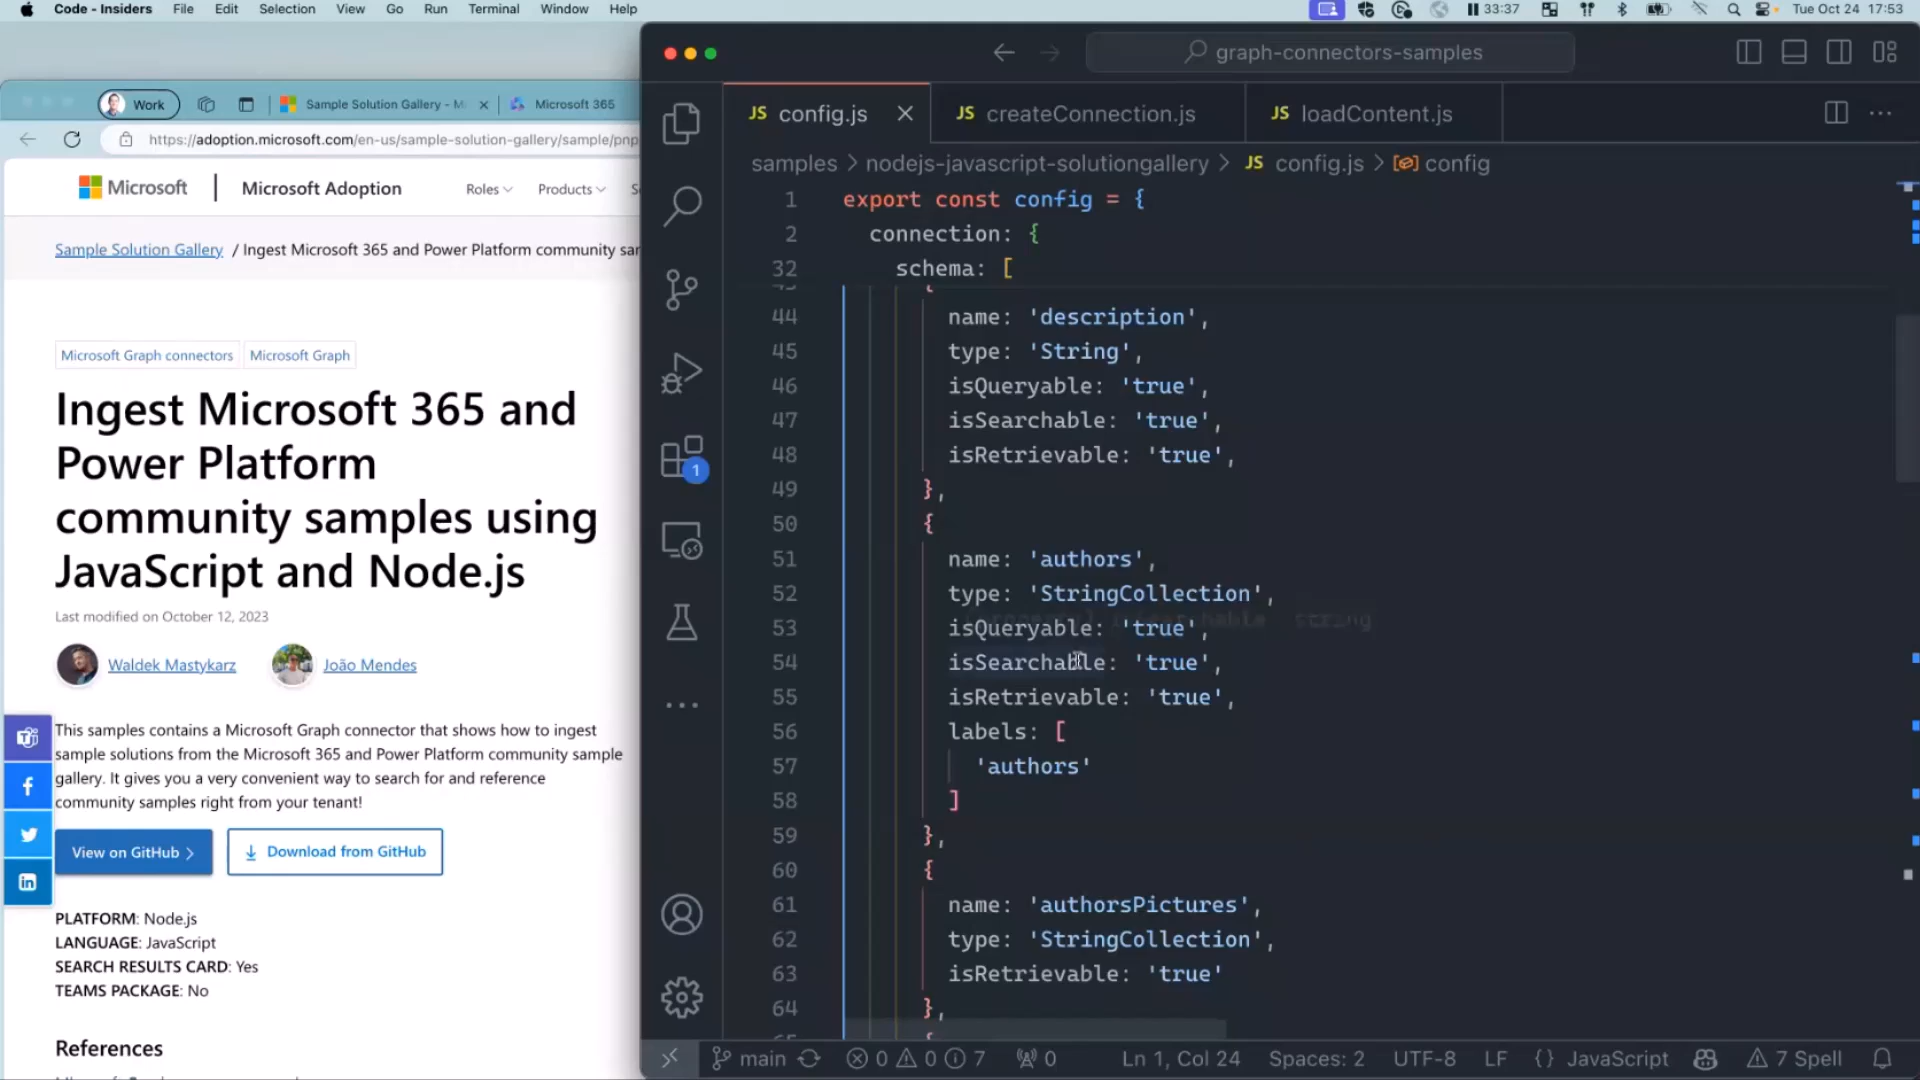 Code - Insiders File Edit Selection View Go Run Terminal Window Help
33:37 Tue Oct 24 17:53
Work
Sample Solution Gallery - M
Microsoft 365
https://adoption.microsoft.com/en-us/sample-solution-gallery/sample/pnp
Microsoft
Microsoft Adoption
Roles
Products
Sample Solution Gallery / Ingest Microsoft 365 and Power Platform community sa
Microsoft Graph connectors
Microsoft Graph
Ingest Microsoft 365 and
Power Platform
community samples using
JavaScript and Node.js
Last modified on October 12, 2023
Waldek Mastykarz
João Mendes
This samples contains a Microsoft Graph connector that shows how to ingest
sample solutions from the Microsoft 365 and Power Platform community sample
gallery. It gives you a very convenient way to search for and reference
community samples right from your tenant!
View on GitHub
Download from GitHub
PLATFORM: Node.js
LANGUAGE: JavaScript
SEARCH RESULTS CARD: Yes
TEAMS PACKAGE: No
References
graph-connectors-samples
JS config.js
JS createConnection.js
JS loadContent.js
samples > nodejs-javascript-solutiongallery > JS config.js > config
1 export const config = {
2 connection: {
32 schema: [
44 name: 'description',
45 type: 'String',
46 isQueryable: 'true',
47 isSearchable: 'true',
48 isRetrievable: 'true',
49 },
50 {
51 name: 'authors',
52 type: 'StringCollection',
53 isQueryable: 'true',
54 isSearchable: 'true',
55 isRetrievable: 'true',
56 labels: [
57 'authors'
58 ]
59 },
60 {
61 name: 'authorsPictures',
62 type: 'StringCollection',
63 isRetrievable: 'true'
64 },
1
main
0 0 7
0
Ln 1, Col 24
Spaces: 2
UTF-8
LF
{ } JavaScript
7 Spell